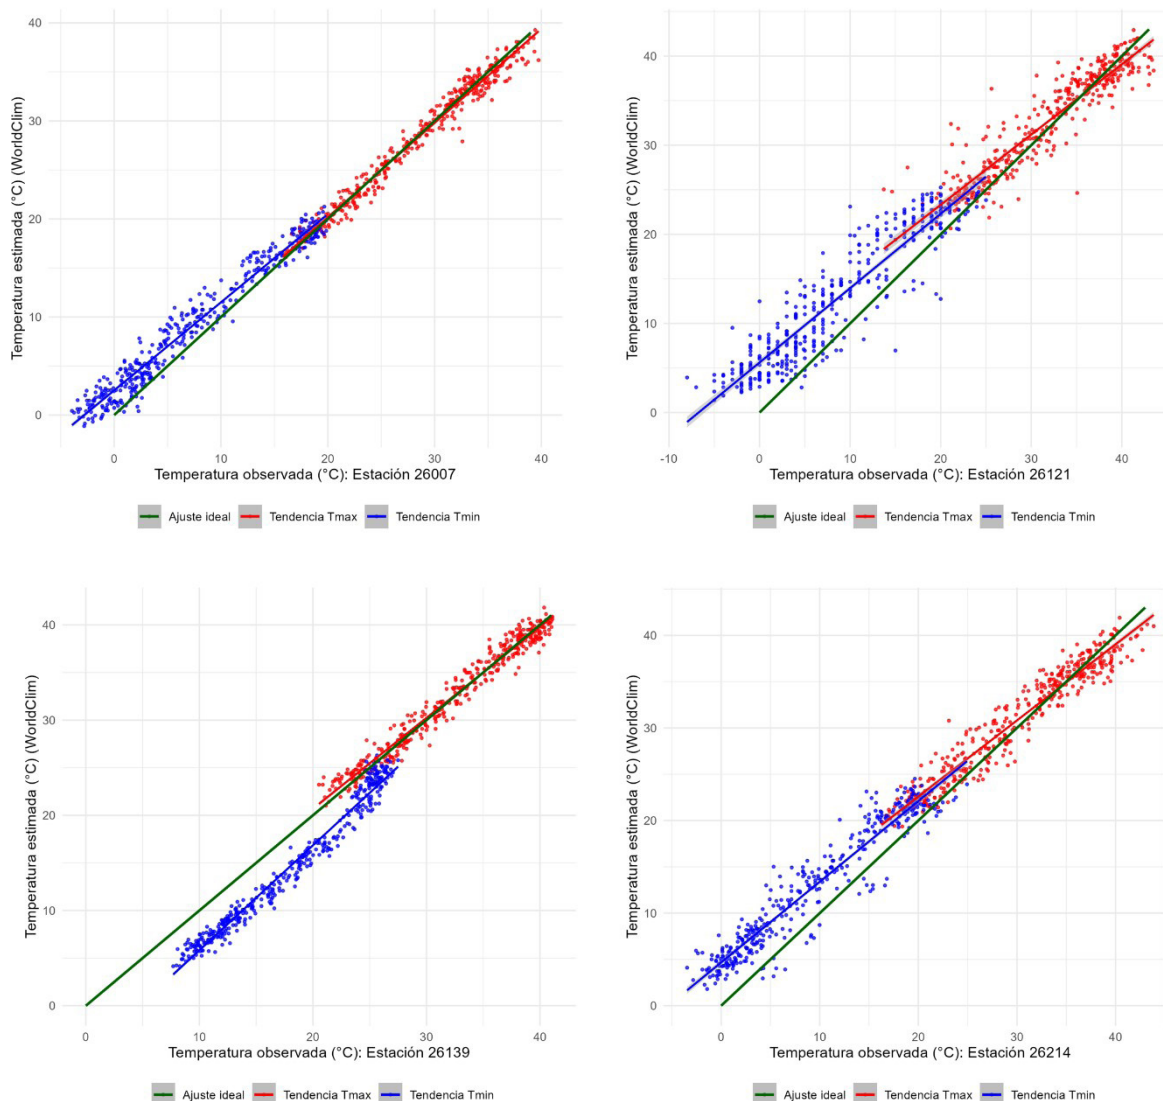 Temperatura estimada (°C) (WorldClim)
40
30
20
10
0
0
10
20
30
40
Temperatura observada (°C): Estación 26007
Ajuste ideal
Tendencia Tmax
Tendencia Tmin
Temperatura estimada (°C) (WorldClim)
40
30
20
10
0
-10
0
10
20
30
40
Temperatura observada (°C): Estación 26121
Ajuste ideal
Tendencia Tmax
Tendencia Tmin
Temperatura estimada (°C) (WorldClim)
40
30
20
10
0
0
10
20
30
40
Temperatura observada (°C): Estación 26139
Ajuste ideal
Tendencia Tmax
Tendencia Tmin
Temperatura estimada (°C) (WorldClim)
40
30
20
10
0
0
10
20
30
40
Temperatura observada (°C): Estación 26214
Ajuste ideal
Tendencia Tmax
Tendencia Tmin